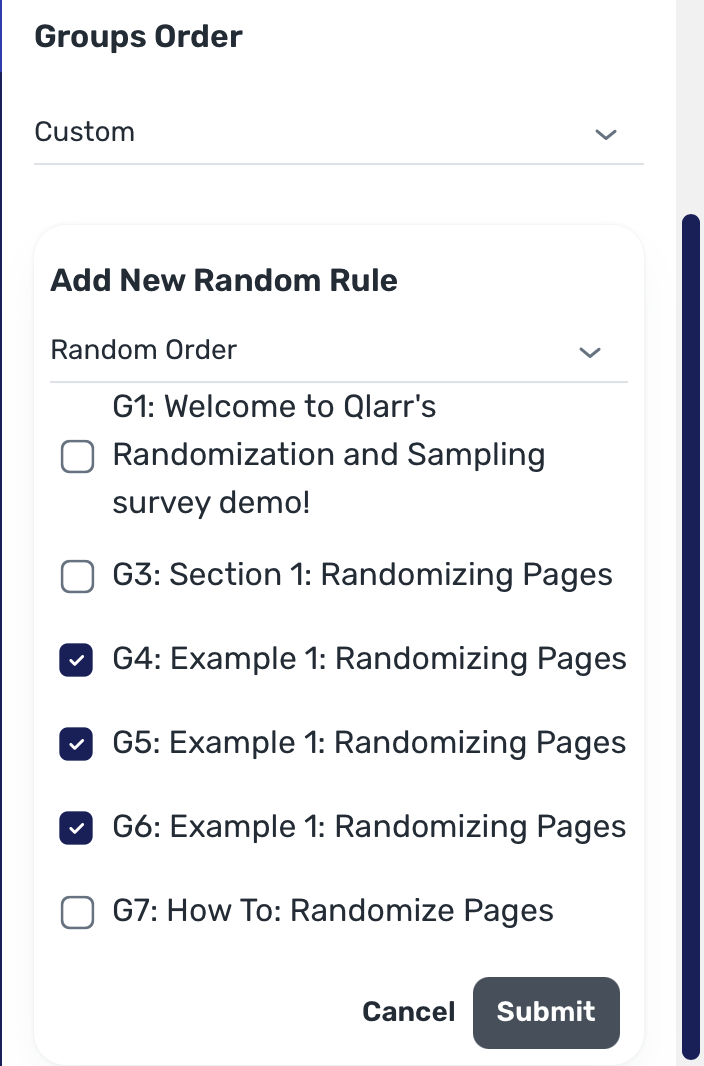 Groups Order
Custom
Add New Random Rule
Random Order
G1: Welcome to Qlarr's
Randomization and Sampling
survey demo!
G3: Section 1: Randomizing Pages
G4: Example 1: Randomizing Pages
G5: Example 1: Randomizing Pages
G6: Example 1: Randomizing Pages
G7: How To: Randomize Pages
Cancel Submit